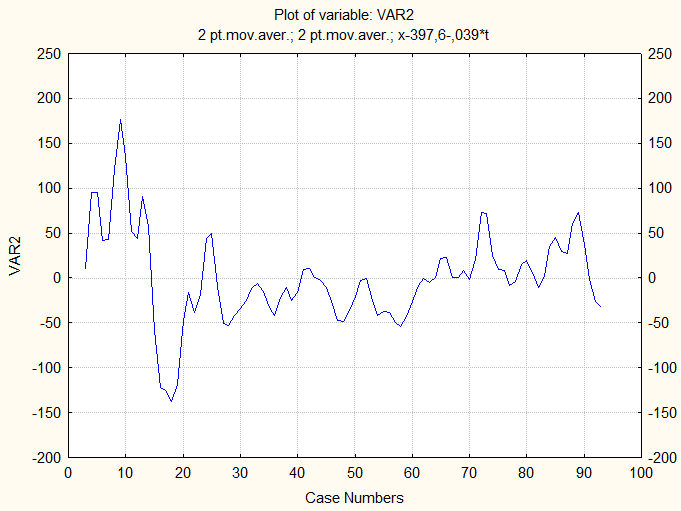 Plot of variable: VAR2
2 pt.mov.aver.; 2 pt.mov.aver.; x-397,6-,039*t
250 250
200 200
150 150
100 100
50 50
0 0
-50 -50
-100 -100
-150 -150
-200 -200
VAR2
0 10 20 30 40 50 60 70 80 90 100
Case Numbers